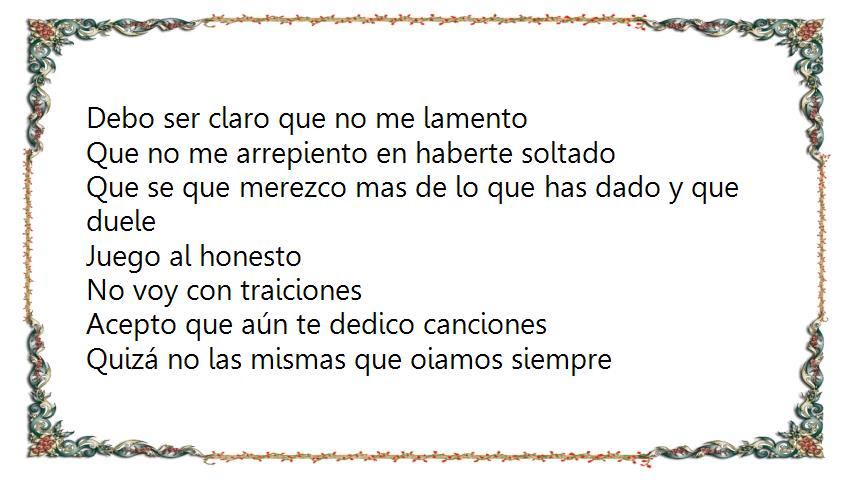 Debo ser claro que no me lamento
Que no me arrepiento en haberte soltado
Que se que merezco mas de lo que has dado y que
duele
Juego al honesto
No voy con traiciones
Acepto que aún te dedico canciones
Quizá no las mismas que oiamos siempre